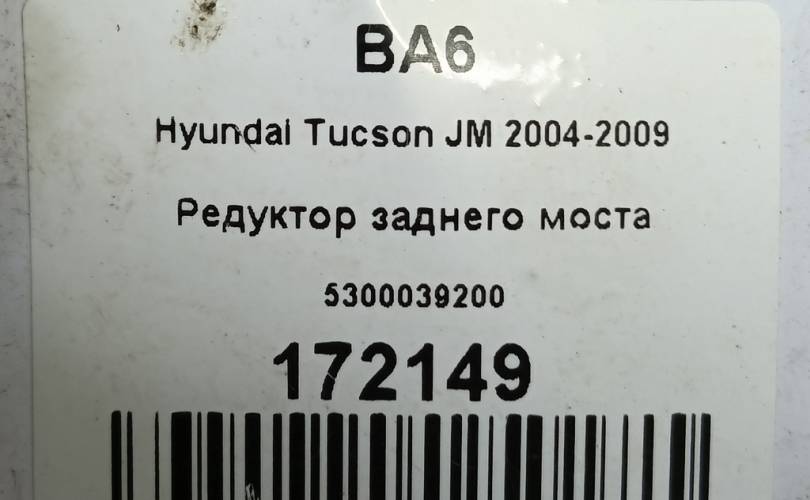 BA6
Hyundai Tucson JM 2004-2009
Редуктор заднего моста
5300039200
172149